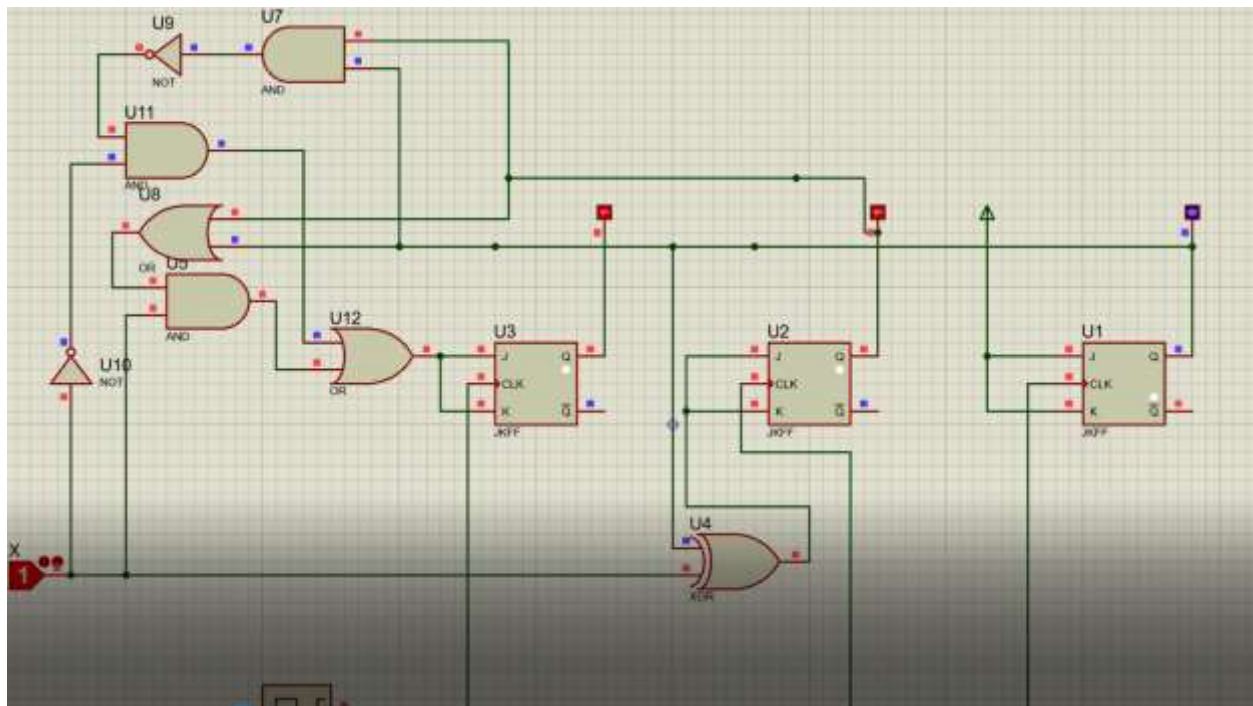 U9
U7
NOT
AND
U11
AND
U8
OR
U5
AND
U12
OR
U10
NOT
U3
J
Q
CLK
K
Q
JKFF
U2
J
Q
CLK
K
Q
JKFF
U1
J
Q
CLK
K
Q
JKFF
U4
XOR
X
1